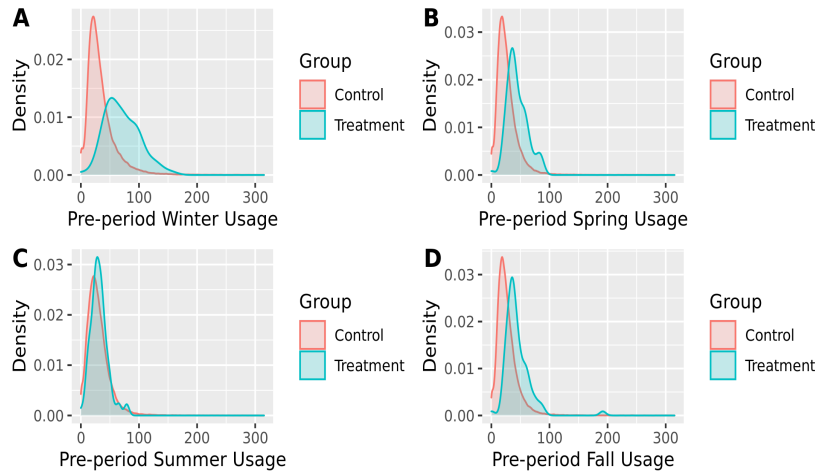 A
Density
0.02
0.01
0.00
0 100 200 300
Pre-period Winter Usage
Group
Control
Treatment
B
Density
0.03
0.02
0.01
0.00
0 100 200 300
Pre-period Spring Usage
Group
Control
Treatment
C
Density
0.03
0.02
0.01
0.00
0 100 200 300
Pre-period Summer Usage
Group
Control
Treatment
D
Density
0.03
0.02
0.01
0.00
0 100 200 300
Pre-period Fall Usage
Group
Control
Treatment